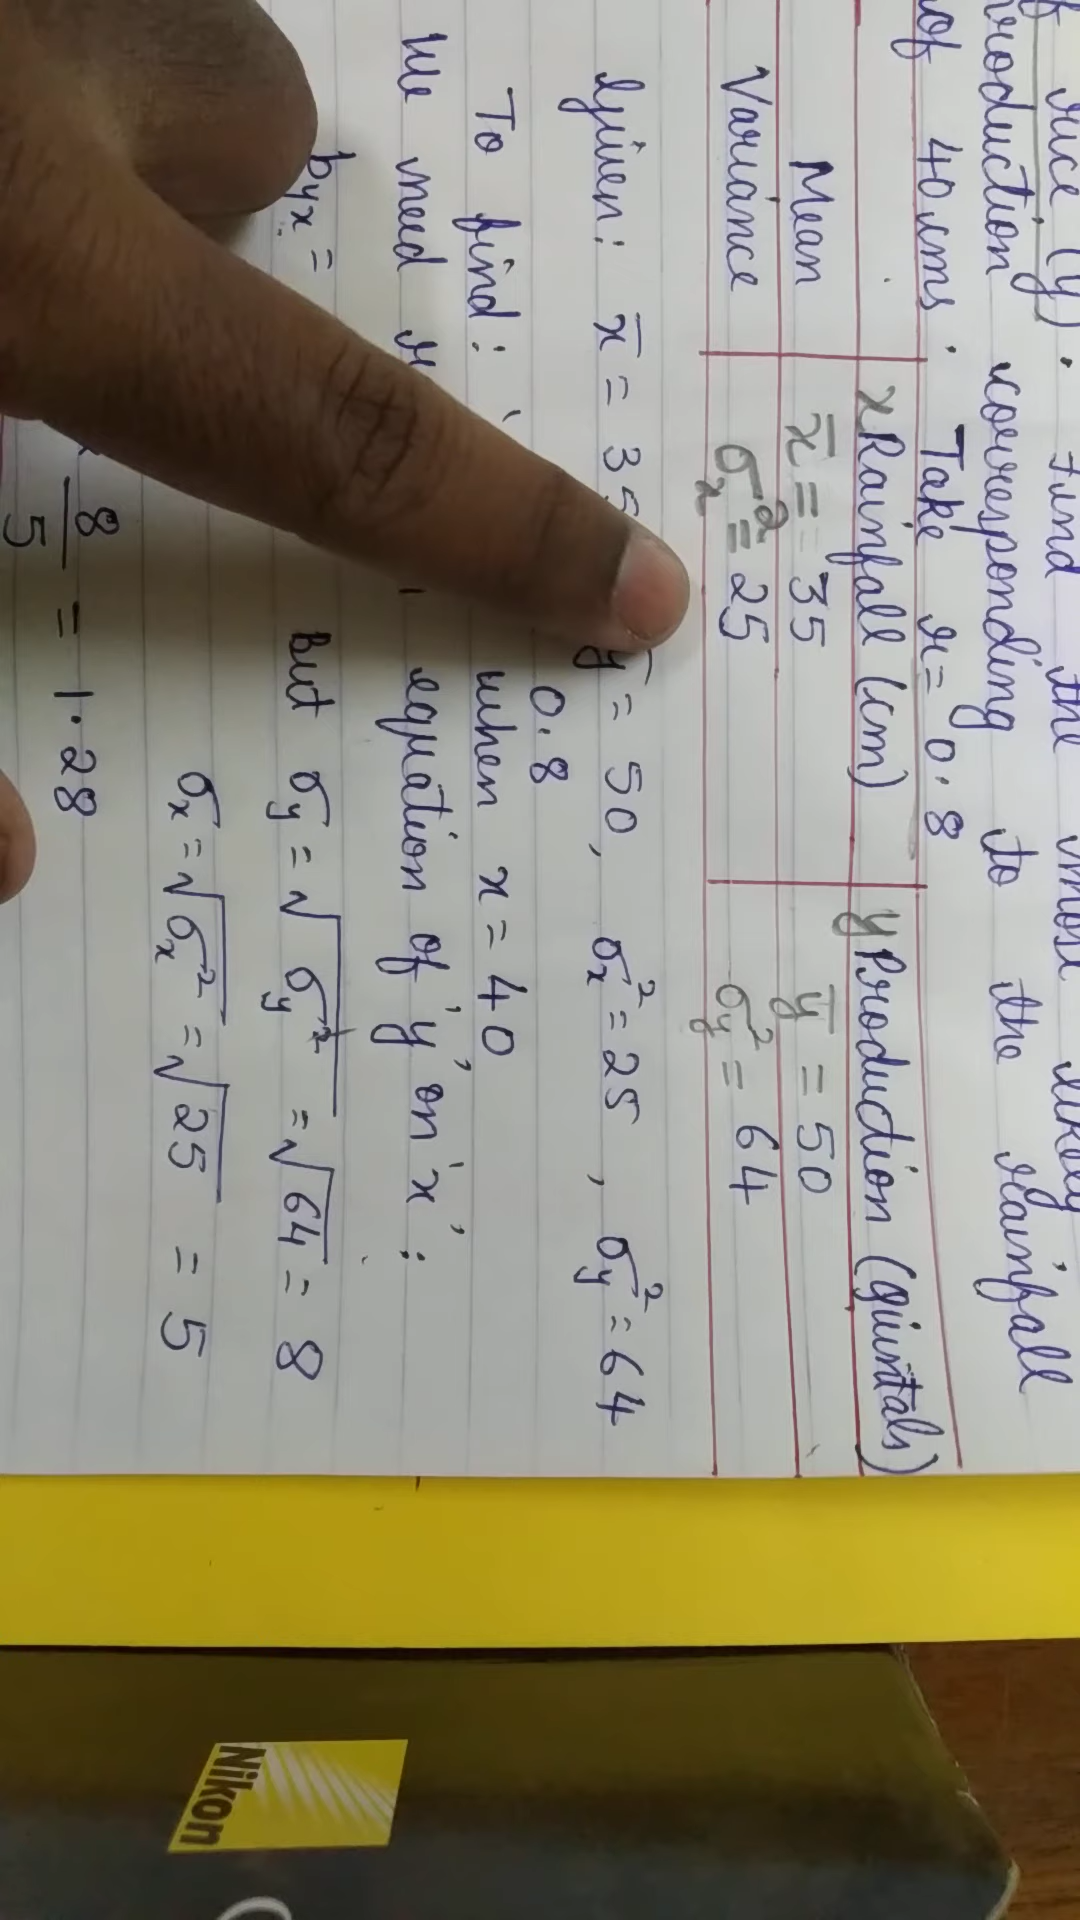 rice (y). Find the most likely
production corresponding to the rainfall
of 40 cms. Take r = 0.8
x Rainfall (cm) y Production (quintals)
Mean x̄ = 35 ȳ = 50
Variance σx² = 25 σy² = 64
Given: x̄ = 35 ȳ = 50, σx² = 25, σy² = 64
0.8
To find: when x = 40
We need equation of 'y' on 'x':
byx = but σy = √σy² = √64 = 8
σx = √σx² = √25 = 5
8/5 = 1.28
Nikon